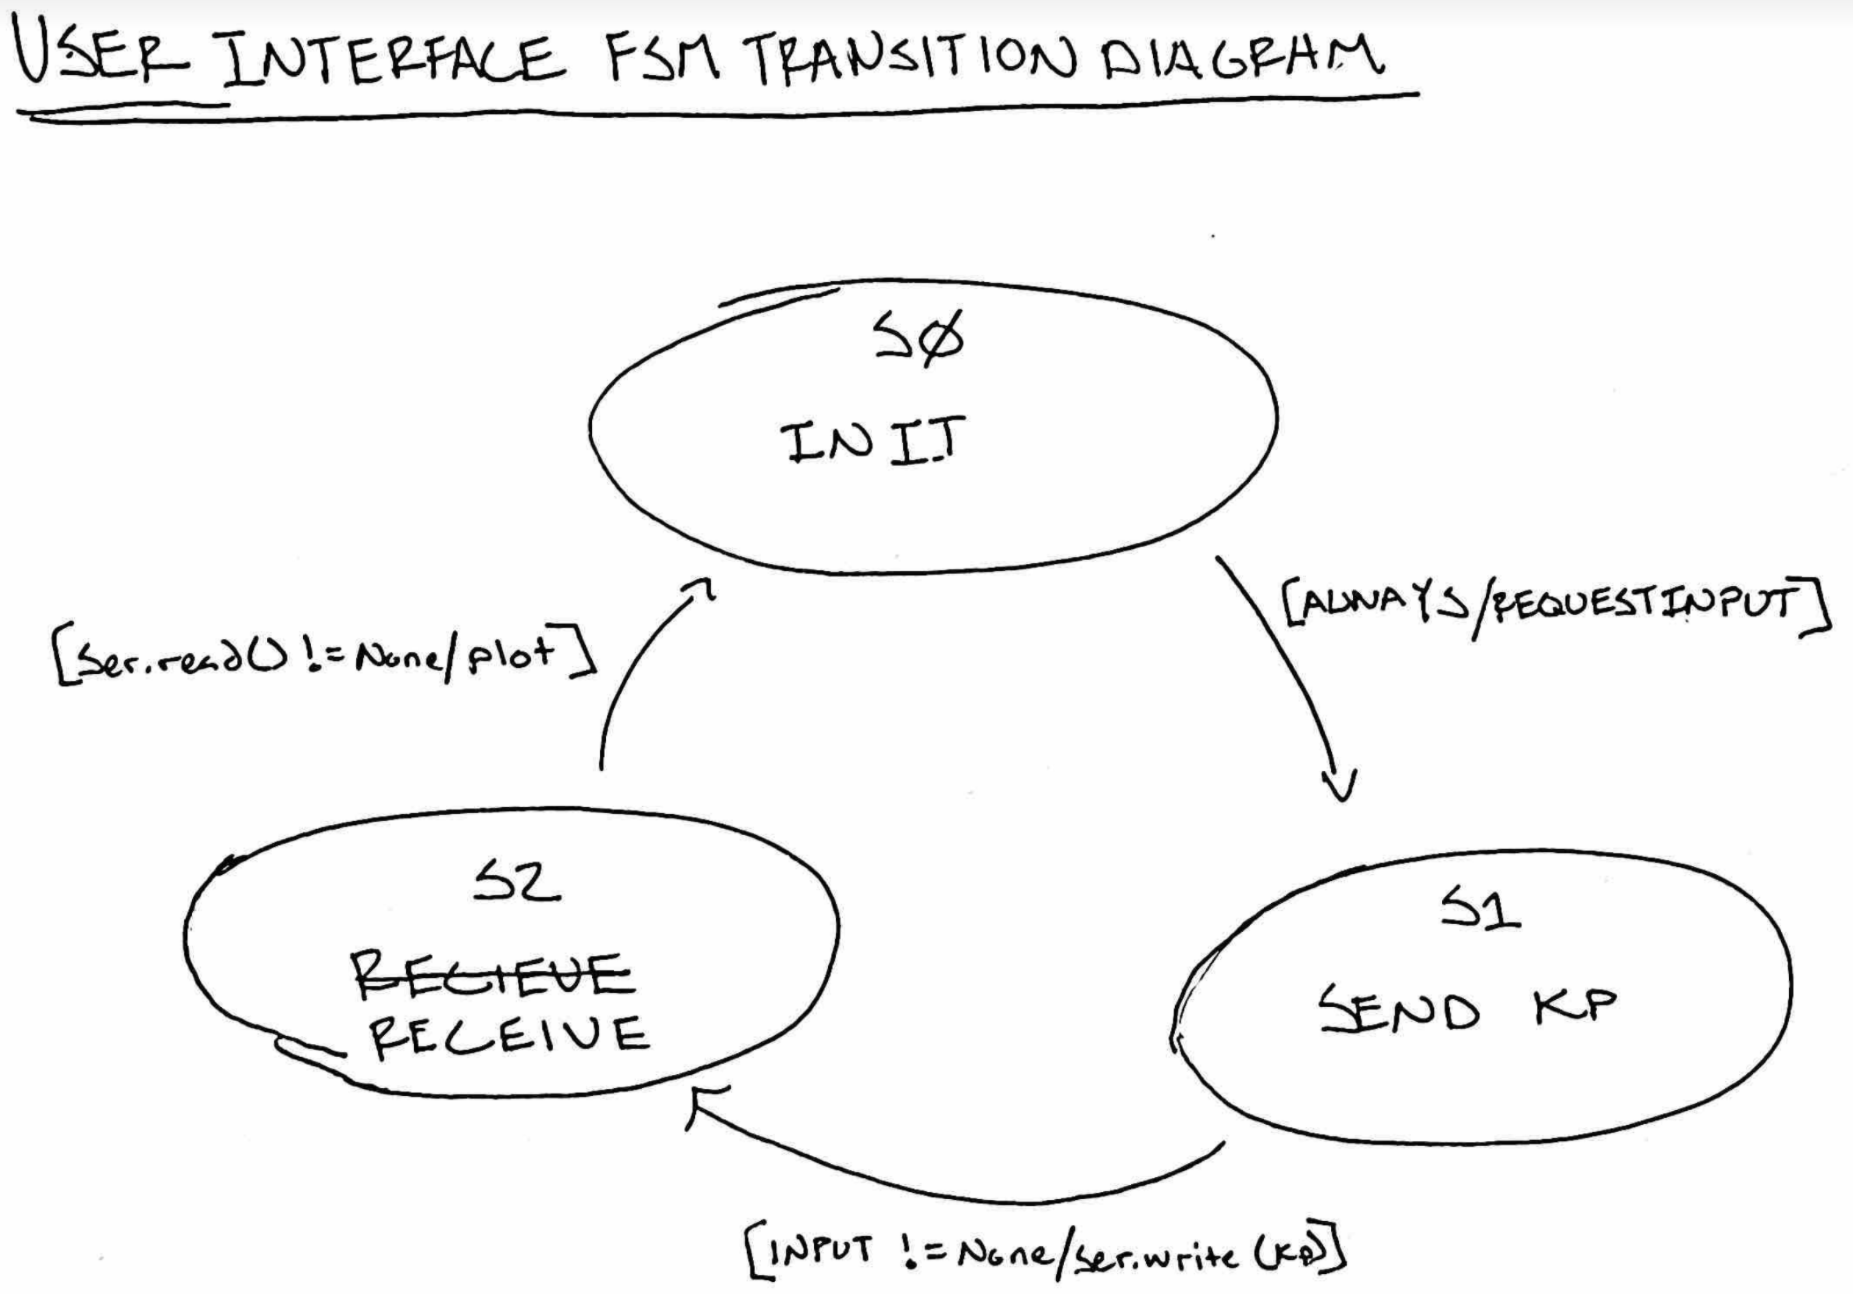 USER INTERFACE FSM TRANSITION DIAGRAM
SØ
INIT
[ALWAYS/REQUEST INPUT]
[Ser.read() != None/plot]
S2
RECIEVE
RECEIVE
S1
SEND KP
[INPUT != None/Ser.write (KP)]